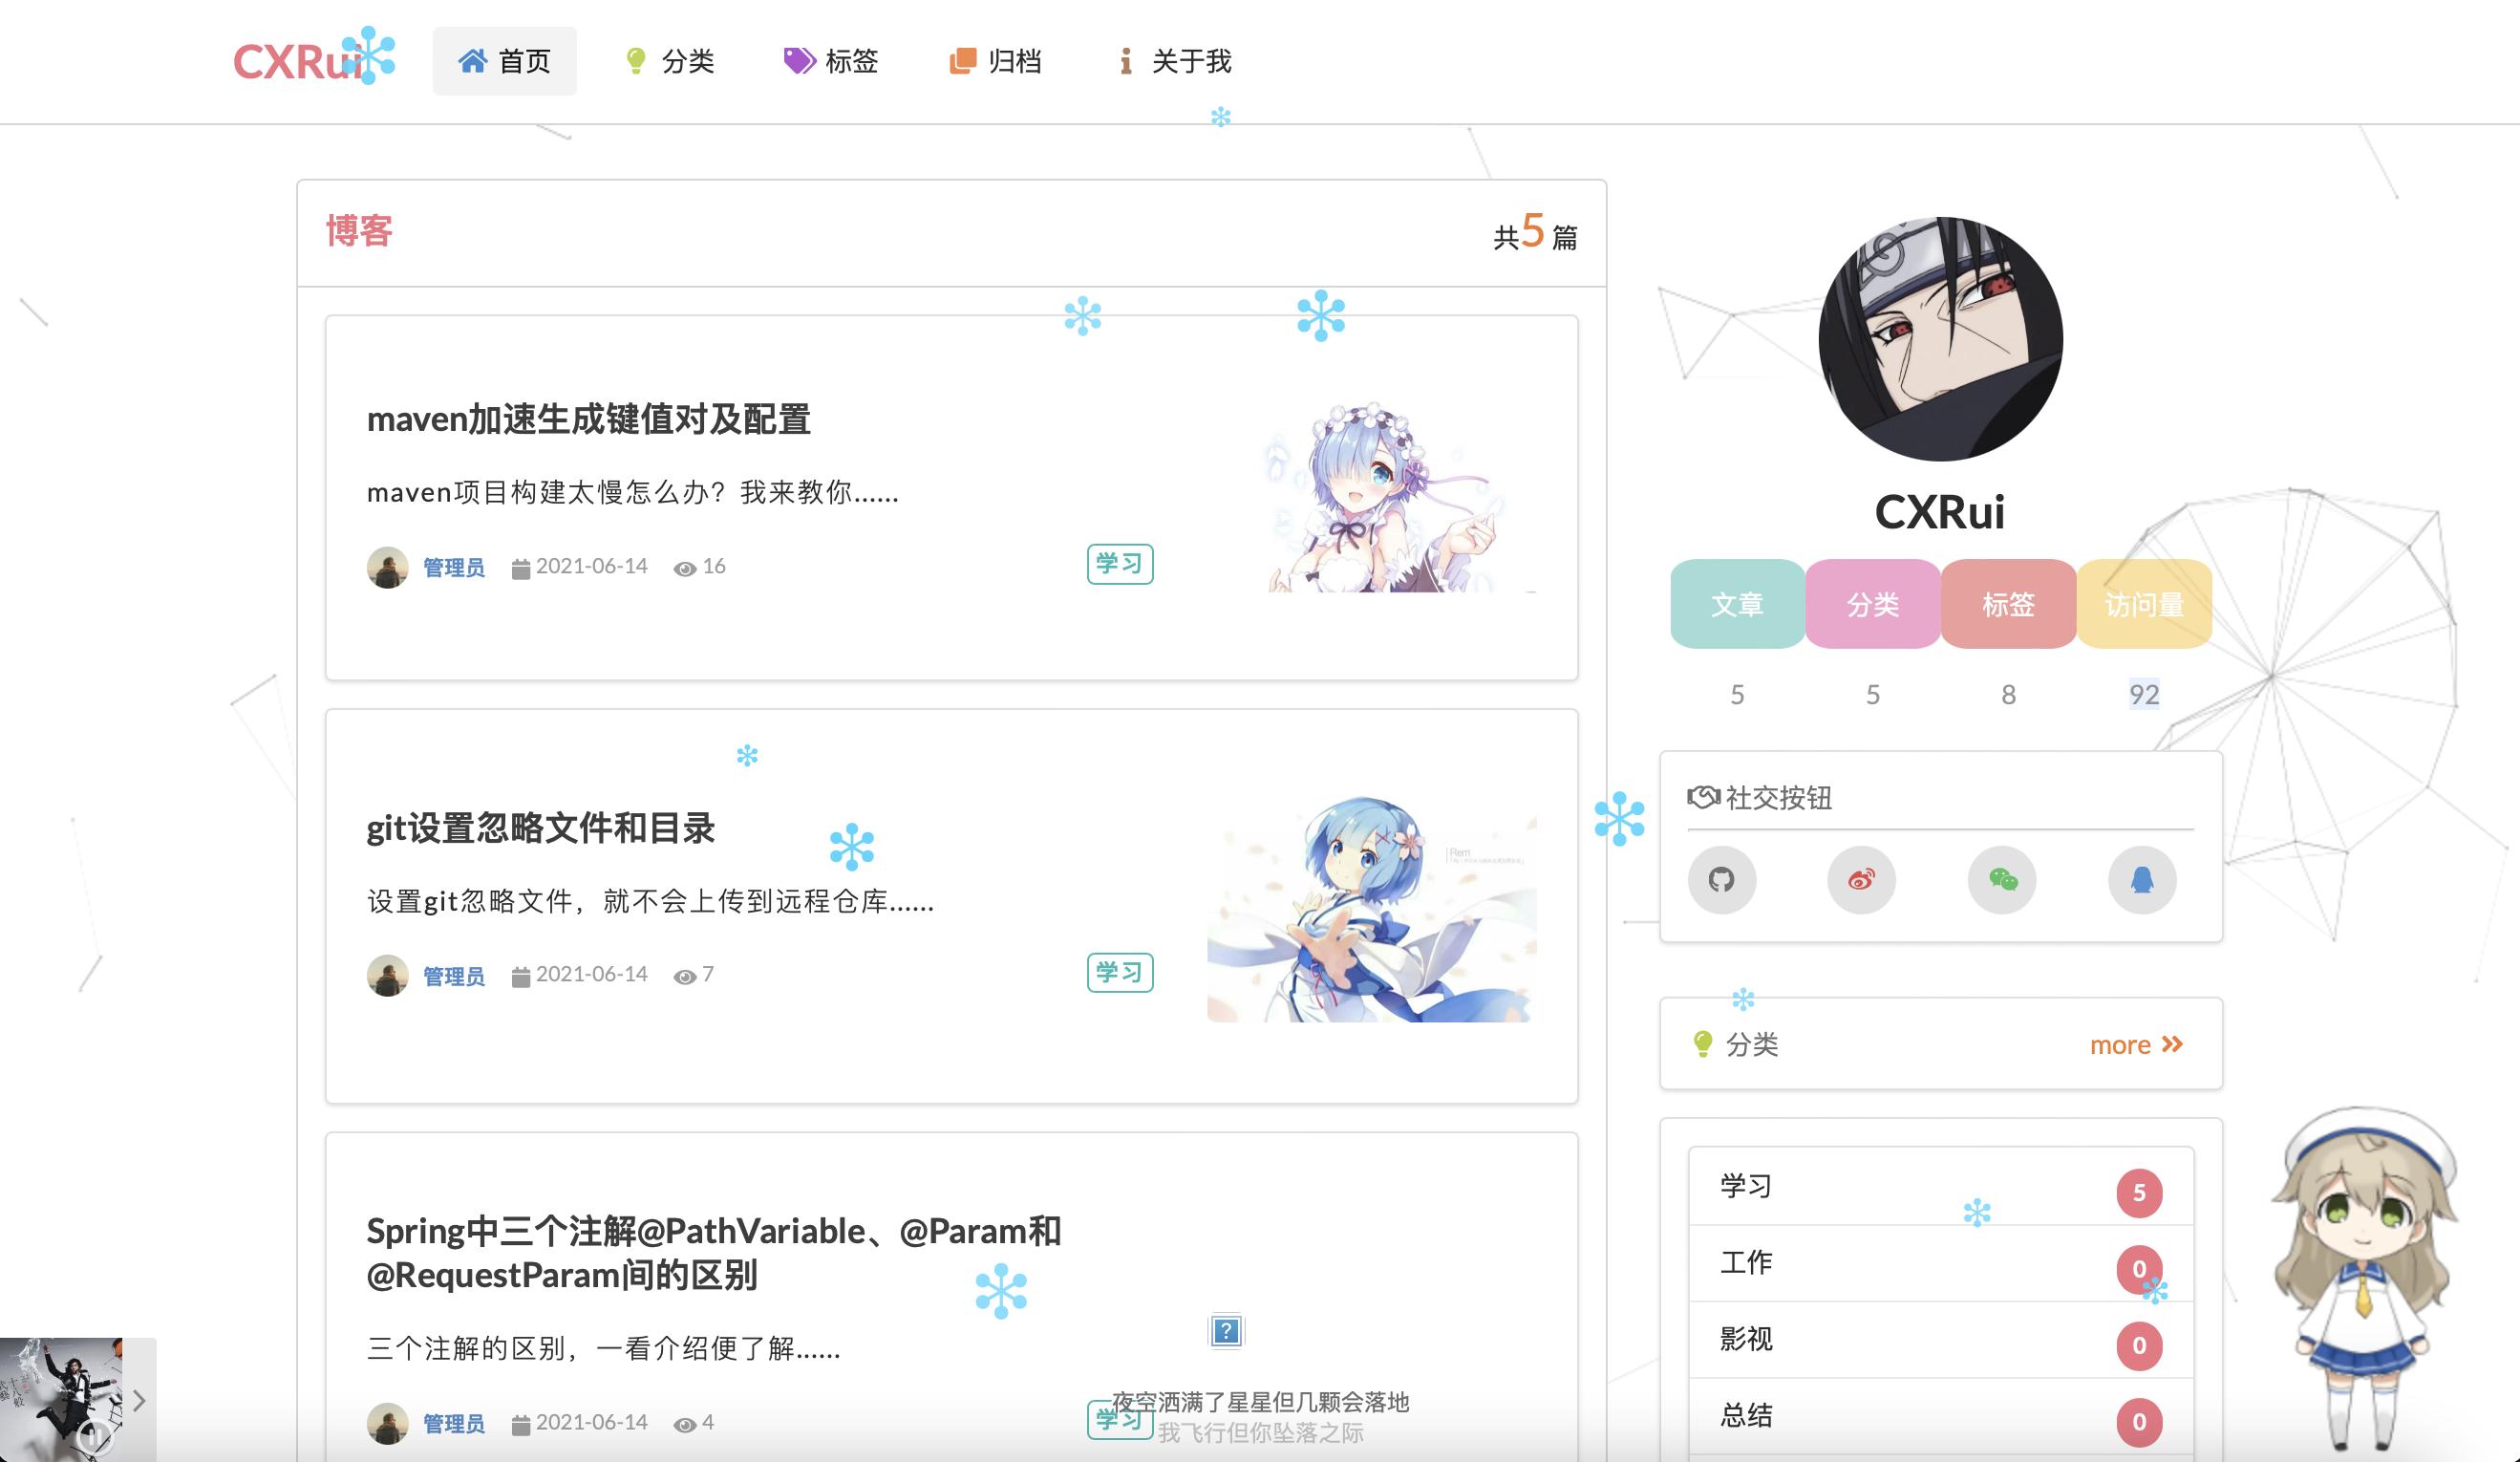 CXRui
首页
分类
标签
归档
关于我
博客
共5 篇
maven加速生成键值对及配置
maven项目构建太慢怎么办？我来教你......
管理员 2021-06-14 16
学习
git设置忽略文件和目录
设置git忽略文件，就不会上传到远程仓库......
管理员 2021-06-14 7
学习
Rem
Spring中三个注解@PathVariable、@Param和
@RequestParam间的区别
三个注解的区别，一看介绍便了解......
管理员 2021-06-14 4
学习
夜空洒满了星星但几颗会落地
我飞行但你坠落之际
CXRui
文章 分类 标签 访问量
5 5 8 92
社交按钮
分类 more
学习 5
工作 0
影视 0
总结 0